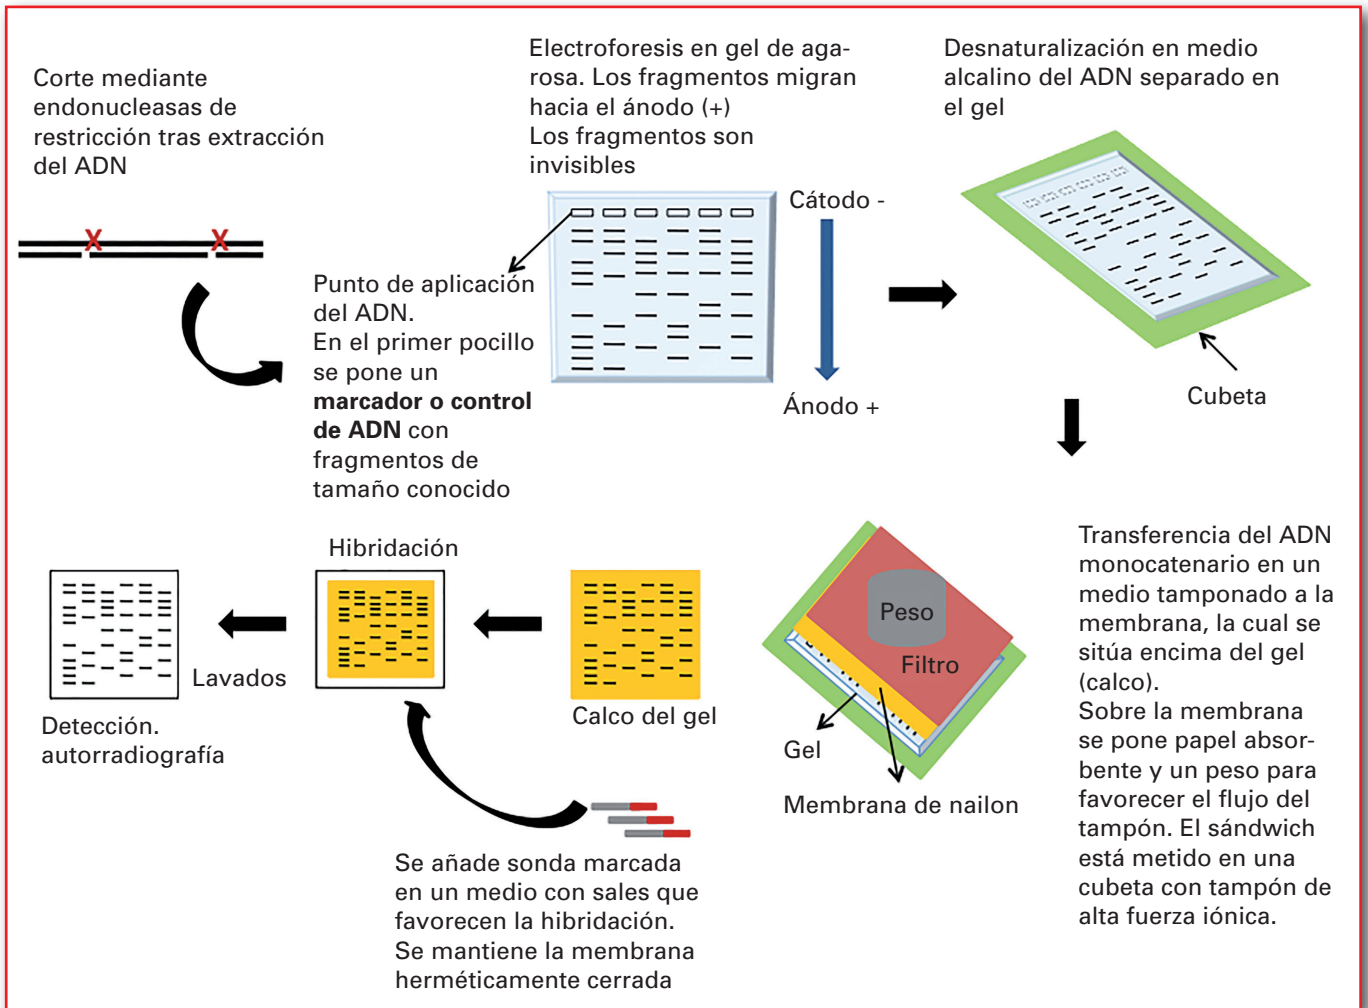 Corte mediante
endonucleasas de
restricción tras extracción
del ADN
Electroforesis en gel de aga-
rosa. Los fragmentos migran
hacia el ánodo (+)
Los fragmentos son
invisibles
Desnaturalización en medio
alcalino del ADN separado en
el gel
Cátodo -
Ánodo +
Punto de aplicación
del ADN.
En el primer pocillo
se pone un
marcador o control
de ADN con
fragmentos de
tamaño conocido
Cubeta
Transferencia del ADN
monocatenario en un
medio tamponado a la
membrana, la cual se
sitúa encima del gel
(calco).
Sobre la membrana
se pone papel absor-
bente y un peso para
favorecer el flujo del
tampón. El sándwich
está metido en una
cubeta con tampón de
alta fuerza iónica.
Peso
Filtro
Gel
Membrana de nailon
Calco del gel
Hibridación
Se añade sonda marcada
en un medio con sales que
favorecen la hibridación.
Se mantiene la membrana
herméticamente cerrada
Lavados
Detección.
autorradiografía